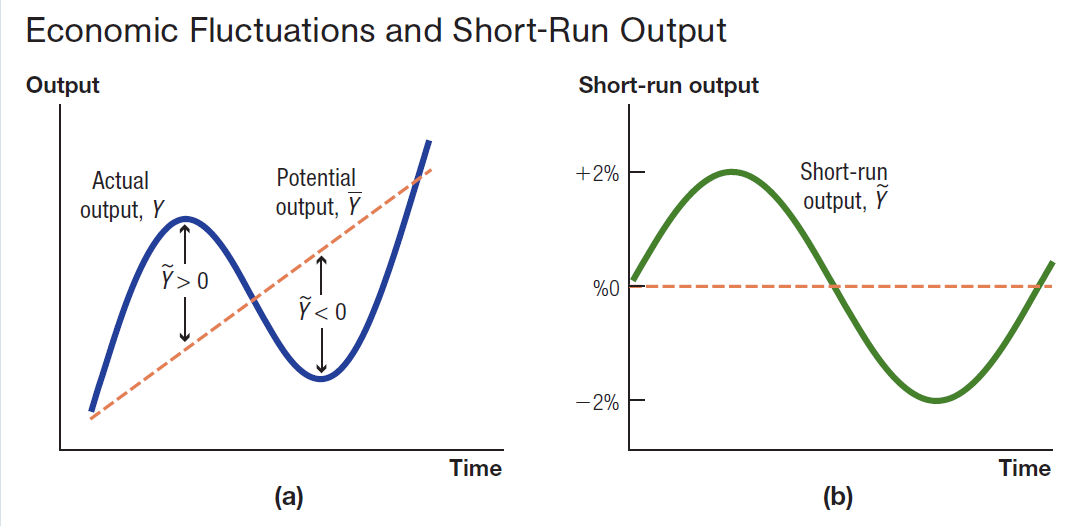 Economic Fluctuations and Short-Run Output
Output
Actual
output, Y
Potential
output, Y̅
Ỹ > 0
Ỹ < 0
Time
(a)
Short-run output
+2%
%0
−2%
Short-run
output, Ỹ
Time
(b)